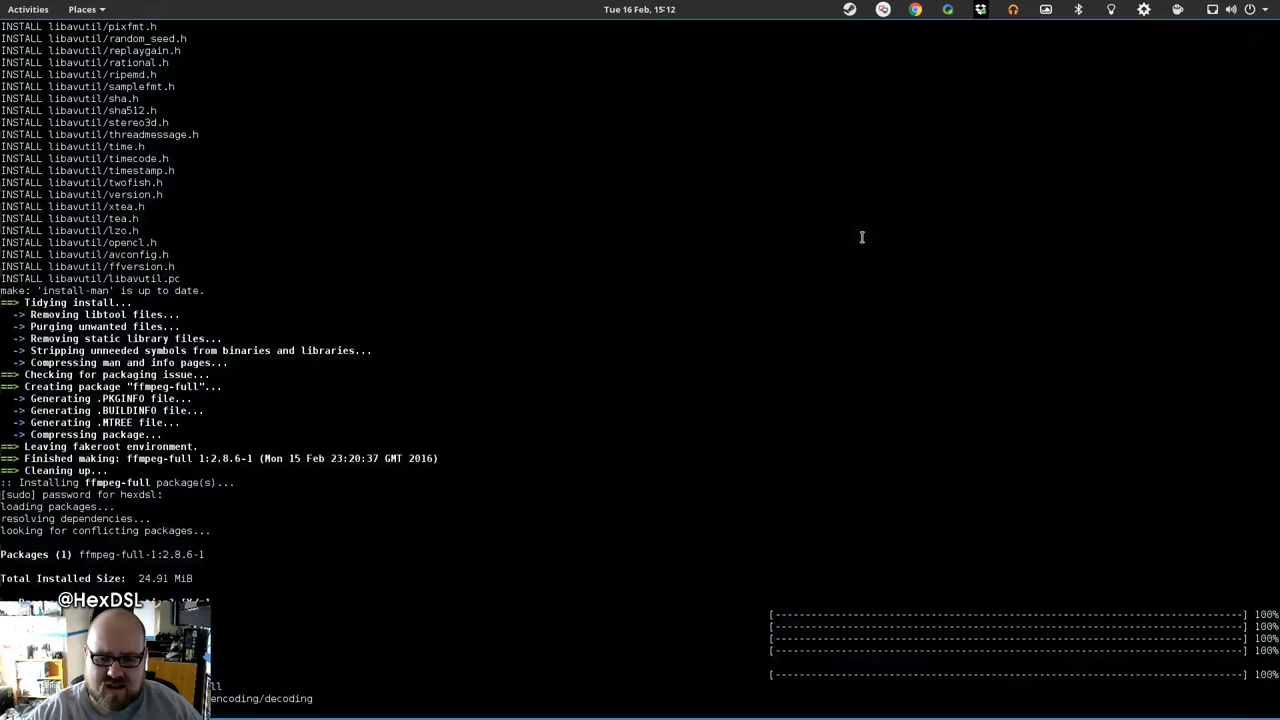 Activities Places Tue 16 Feb, 15:12
INSTALL libavutil/pixfmt.h
INSTALL libavutil/random_seed.h
INSTALL libavutil/replaygain.h
INSTALL libavutil/rational.h
INSTALL libavutil/ripemd.h
INSTALL libavutil/samplefmt.h
INSTALL libavutil/sha.h
INSTALL libavutil/sha512.h
INSTALL libavutil/stereo3d.h
INSTALL libavutil/threadmessage.h
INSTALL libavutil/time.h
INSTALL libavutil/timecode.h
INSTALL libavutil/timestamp.h
INSTALL libavutil/twofish.h
INSTALL libavutil/version.h
INSTALL libavutil/xtea.h
INSTALL libavutil/tea.h
INSTALL libavutil/lzo.h
INSTALL libavutil/opencl.h
INSTALL libavutil/avconfig.h
INSTALL libavutil/ffversion.h
INSTALL libavutil/libavutil.pc
make: 'install-man' is up to date.
==> Tidying install...
-> Removing libtool files...
-> Purging unwanted files...
-> Removing static library files...
-> Stripping unneeded symbols from binaries and libraries...
-> Compressing man and info pages...
==> Checking for packaging issue...
==> Creating package "ffmpeg-full"...
-> Generating .PKGINFO file...
-> Generating .BUILDINFO file...
-> Generating .MTREE file...
-> Compressing package...
==> Leaving fakeroot environment.
==> Finished making: ffmpeg-full 1:2.8.6-1 (Mon 15 Feb 23:20:37 GMT 2016)
==> Cleaning up...
:: Installing ffmpeg-full package(s)...
[sudo] password for hexdsl:
loading packages...
resolving dependencies...
looking for conflicting packages...
Packages (1) ffmpeg-full-1:2.8.6-1
Total Installed Size: 24.91 MiB
@HexDSL
[----------------------------------------------------------------------] 100%
[----------------------------------------------------------------------] 100%
[----------------------------------------------------------------------] 100%
[----------------------------------------------------------------------] 100%
[----------------------------------------------------------------------] 100%
ll
encoding/decoding